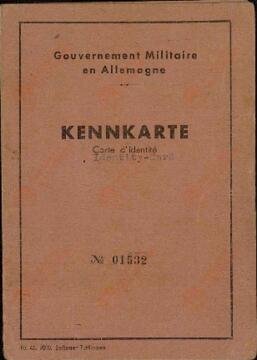 Gouvernement Militaire
en Allemagne
KENNKARTE
Carte d'identité
Identity-Card
№ 01532